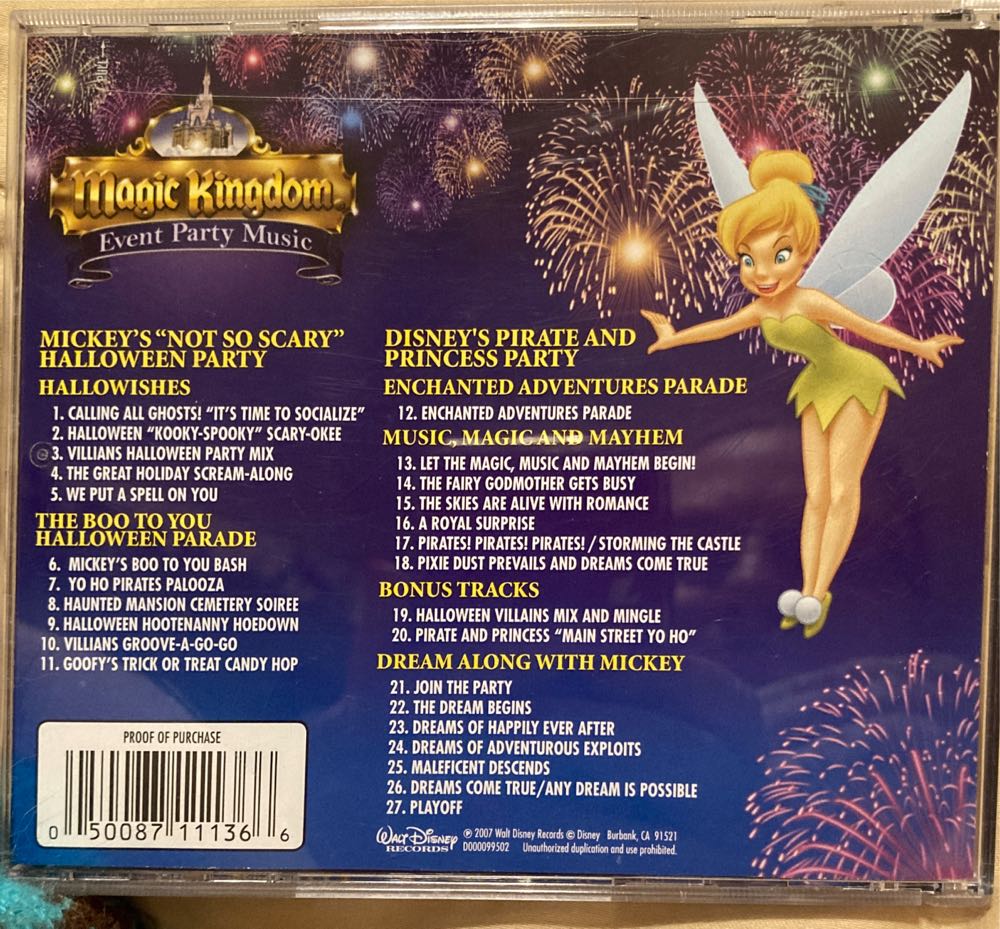 Magic Kingdom
Event Party Music
MICKEY'S "NOT SO SCARY"
HALLOWEEN PARTY
HALLOWISHES
1. CALLING ALL GHOSTS! "IT'S TIME TO SOCIALIZE"
2. HALLOWEEN "KOOKY-SPOOKY" SCARY-OKEE
3. VILLIANS HALLOWEEN PARTY MIX
4. THE GREAT HOLIDAY SCREAM-ALONG
5. WE PUT A SPELL ON YOU
THE BOO TO YOU
HALLOWEEN PARADE
6. MICKEY'S BOO TO YOU BASH
7. YO HO PIRATES PALOOZA
8. HAUNTED MANSION CEMETERY SOIREE
9. HALLOWEEN HOOTENANNY HOEDOWN
10. VILLIANS GROOVE-A-GO-GO
11. GOOFY'S TRICK OR TREAT CANDY HOP
DISNEY'S PIRATE AND
PRINCESS PARTY
ENCHANTED ADVENTURES PARADE
12. ENCHANTED ADVENTURES PARADE
MUSIC, MAGIC AND MAYHEM
13. LET THE MAGIC, MUSIC AND MAYHEM BEGIN!
14. THE FAIRY GODMOTHER GETS BUSY
15. THE SKIES ARE ALIVE WITH ROMANCE
16. A ROYAL SURPRISE
17. PIRATES! PIRATES! PIRATES! / STORMING THE CASTLE
18. PIXIE DUST PREVAILS AND DREAMS COME TRUE
BONUS TRACKS
19. HALLOWEEN VILLAINS MIX AND MINGLE
20. PIRATE AND PRINCESS "MAIN STREET YO HO"
DREAM ALONG WITH MICKEY
21. JOIN THE PARTY
22. THE DREAM BEGINS
23. DREAMS OF HAPPILY EVER AFTER
24. DREAMS OF ADVENTUROUS EXPLOITS
25. MALEFICENT DESCENDS
26. DREAMS COME TRUE/ANY DREAM IS POSSIBLE
27. PLAYOFF
PROOF OF PURCHASE
0 50087 11136 6
WALT DISNEY
RECORDS
℗ 2007 Walt Disney Records © Disney Burbank, CA 91521
D000099502 Unauthorized duplication and use prohibited.